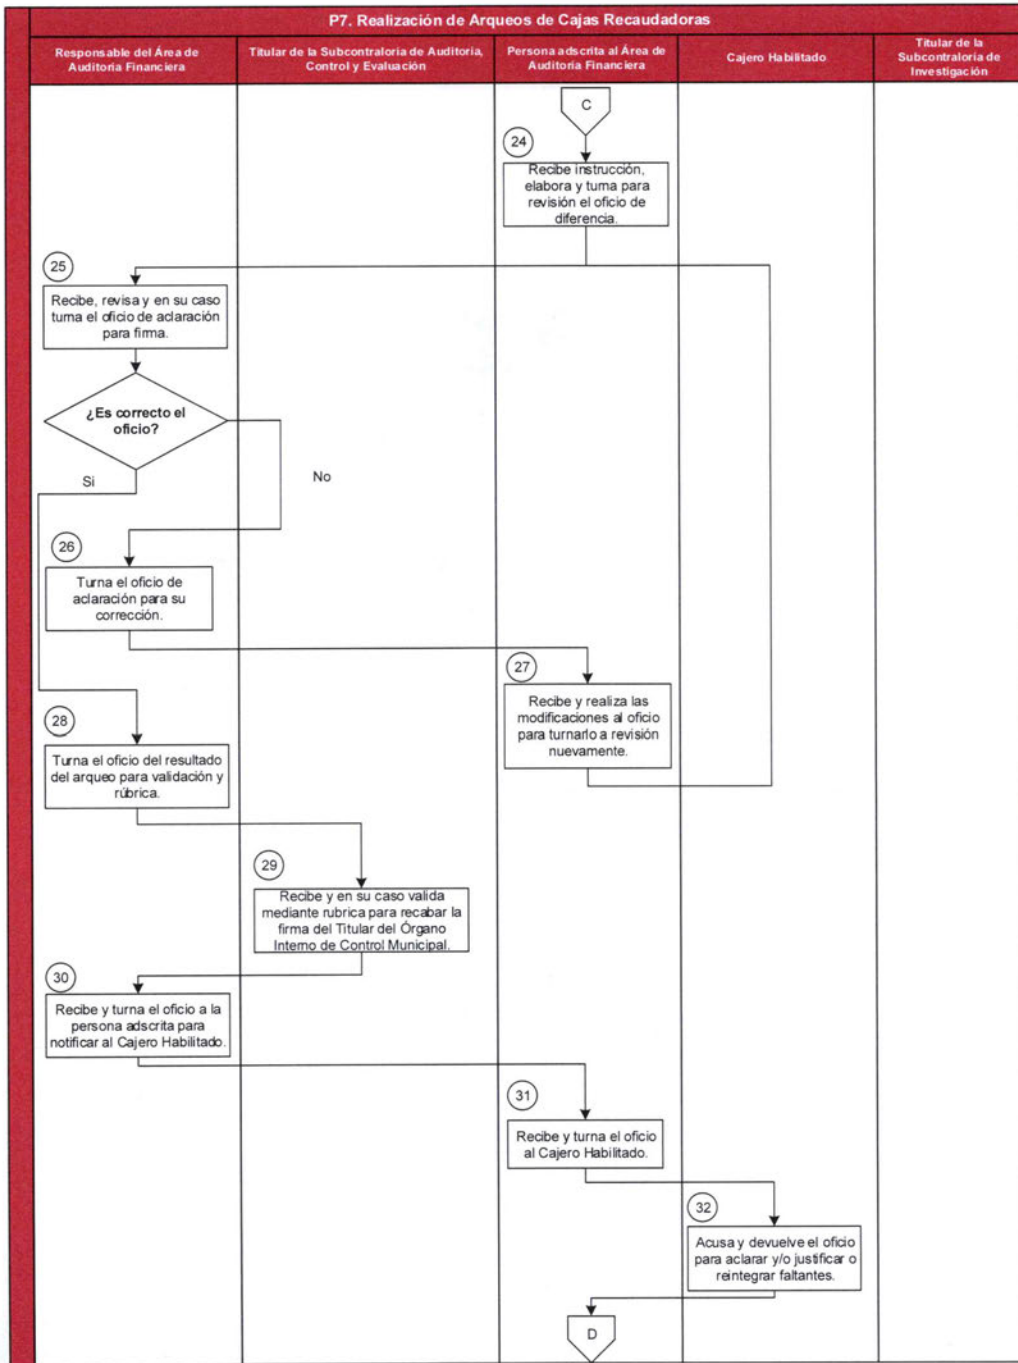 P7. Realización de Arqueos de Cajas Recaudadoras
Responsable del Área de
Auditoría Financiera
Titular de la Subcontraloría de Auditoría,
Control y Evaluación
Persona adscrita al Área de
Auditoría Financiera
Cajero Habilitado
Titular de la
Subcontraloría de
Investigación
C
24
Recibe instrucción,
elabora y turna para
revisión el oficio de
diferencia.
25
Recibe, revisa y en su caso
turna el oficio de aclaración
para firma.
¿Es correcto el
oficio?
Si
No
26
Turna el oficio de
aclaración para su
corrección.
27
Recibe y realiza las
modificaciones al oficio
para turnarlo a revisión
nuevamente.
28
Turna el oficio del resultado
del arqueo para validación y
rúbrica.
29
Recibe y en su caso valida
mediante rubrica para recabar la
firma del Titular del Órgano
Interno de Control Municipal.
30
Recibe y turna el oficio a la
persona adscrita para
notificar al Cajero Habilitado.
31
Recibe y turna el oficio
al Cajero Habilitado.
32
Acusa y devuelve el oficio
para aclarar y/o justificar o
reintegrar faltantes.
D